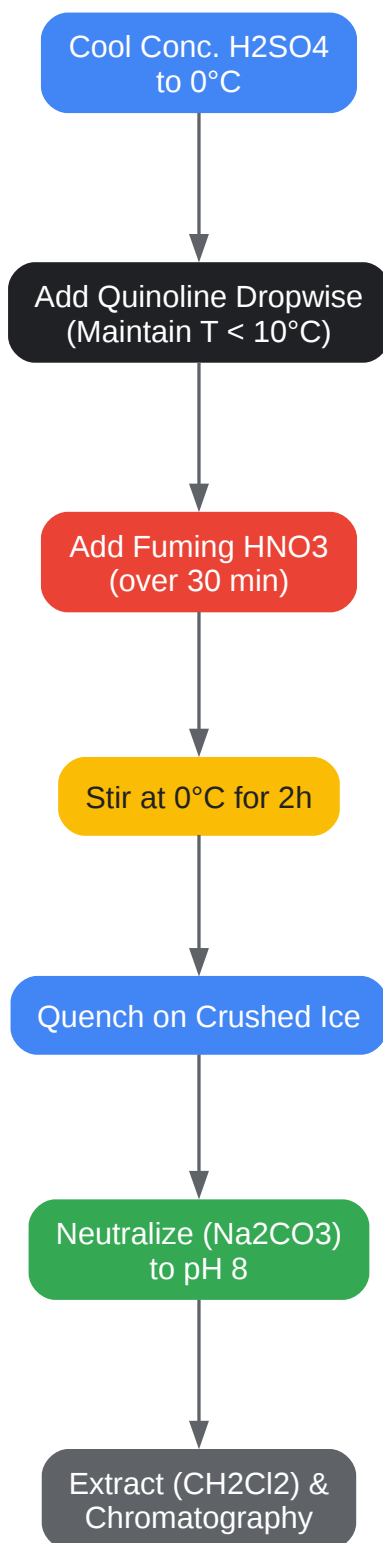 Cool Conc. H2SO4
to 0°C
Add Quinoline Dropwise
(Maintain T < 10°C)
Add Fuming HNO3
(over 30 min)
Stir at 0°C for 2h
Quench on Crushed Ice
Neutralize (Na2CO3)
to pH 8
Extract (CH2Cl2) &
Chromatography